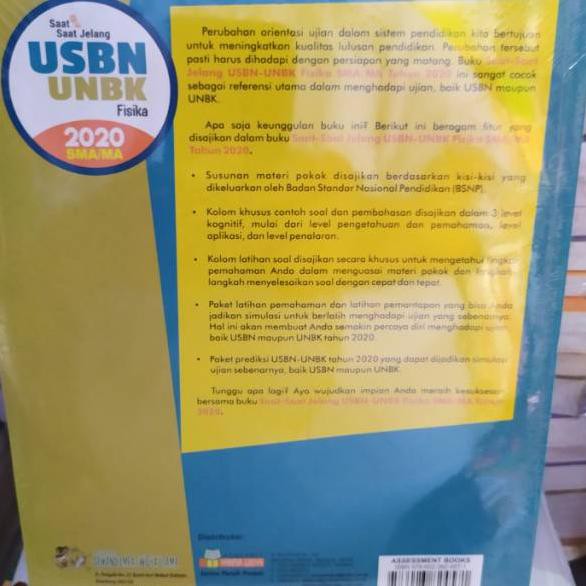 Saat
Saat Jelang
USBN
UNBK
Fisika
2020
SMA/MA
Perubahan orientasi ujian dalam sistem pendidikan kita bertujuan
untuk meningkatkan kualitas lulusan pendidikan. Perubahan tersebut
pasti harus dihadapi dengan persiapan yang matang. Buku Saat-Saat
Jelang USBN-UNBK Fisika SMA/MA Tahun 2020 ini sangat cocok
sebagai referensi utama dalam menghadapi ujian, baik USBN maupun
UNBK.
Apa saja keunggulan buku ini? Berikut ini beragam fitur yang
disajikan dalam buku Saat-Saat Jelang USBN-UNBK Fisika SMA/MA
Tahun 2020.
• Susunan materi pokok disajikan berdasarkan kisi-kisi yang
dikeluarkan oleh Badan Standar Nasional Pendidikan (BSNP).
• Kolom khusus contoh soal dan pembahasan disajikan dalam 3 level
kognitif, mulai dari level pengetahuan dan pemahaman, level
aplikasi, dan level penalaran.
• Kolom latihan soal disajikan secara khusus untuk mengetahui tingkat
pemahaman Anda dalam menguasai materi pokok dan langkah-
langkah menyelesaikan soal dengan cepat dan tepat.
• Paket latihan pemahaman dan latihan pemantapan yang bisa Anda
jadikan simulasi untuk berlatih menghadapi ujian yang sebenarnya.
Hal ini akan membuat Anda semakin percaya diri menghadapi ujian,
baik USBN maupun UNBK tahun 2020.
• Paket prediksi USBN-UNBK tahun 2020 yang dapat dijadikan simulasi
ujian sebenarnya, baik USBN maupun UNBK.
Tunggu apa lagi? Ayo wujudkan impian Anda meraih kesuksesan
bersama buku Saat-Saat Jelang USBN-UNBK Fisika SMA/MA Tahun
2020.
Distributor:
ASSESSMENT BOOKS